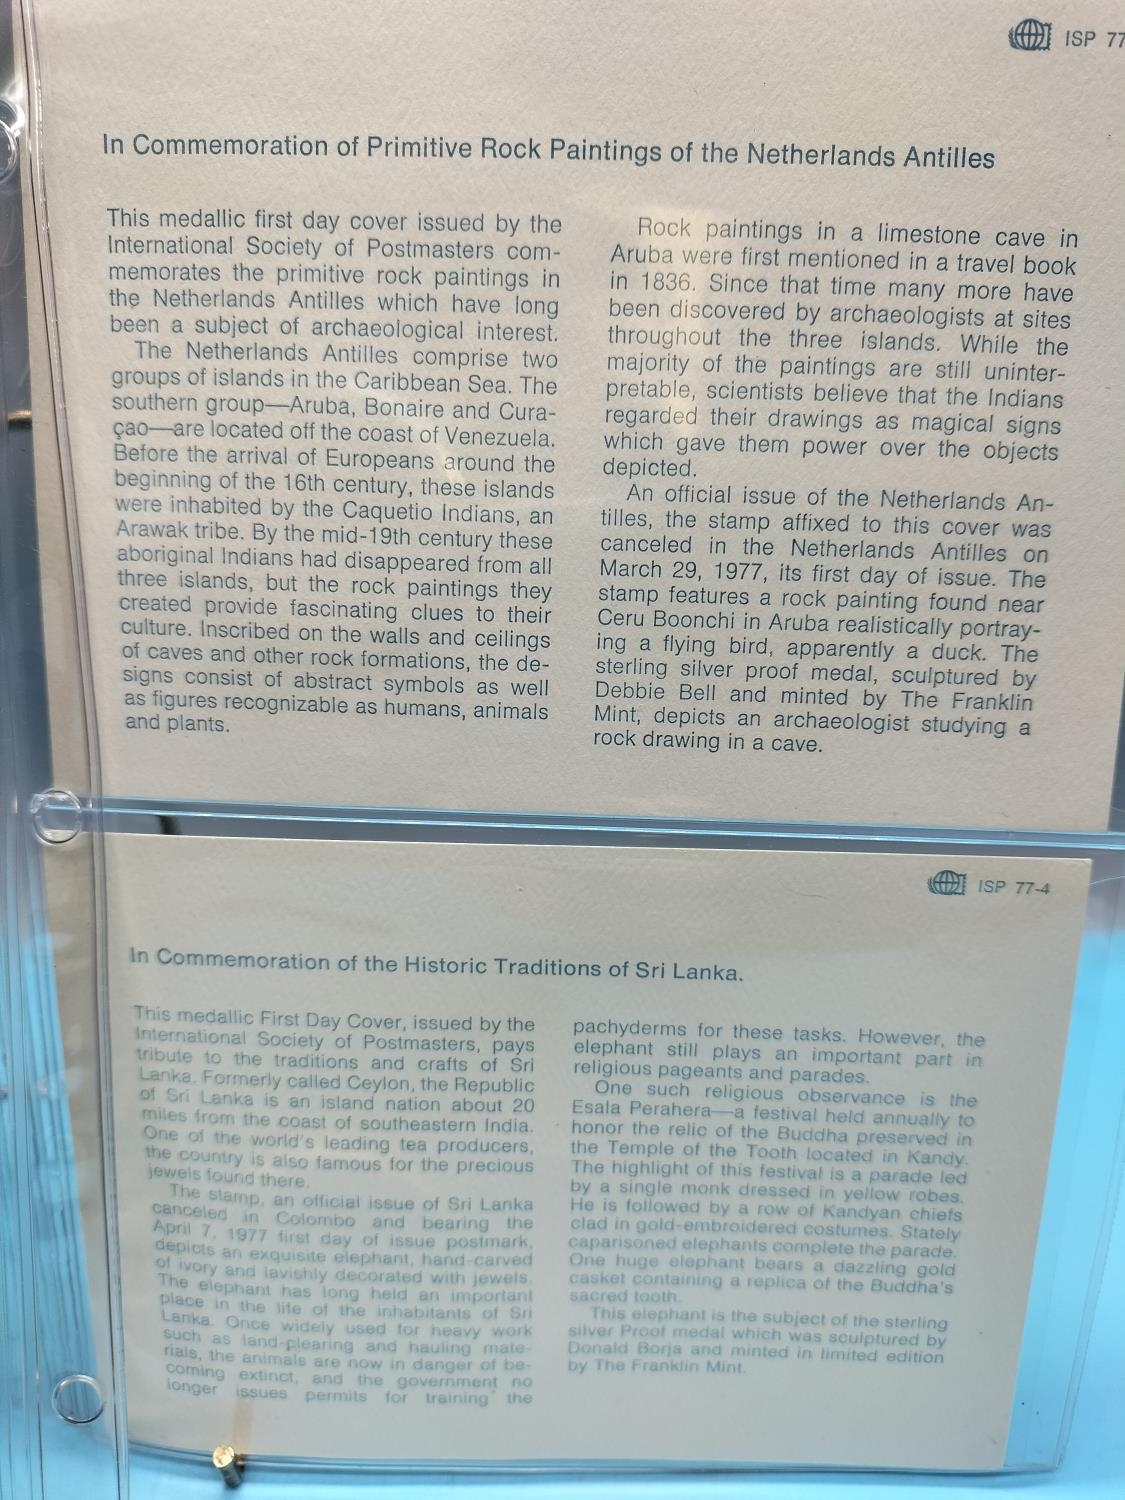 ISP 77
In Commemoration of Primitive Rock Paintings of the Netherlands Antilles
This medallic first day cover issued by the
International Society of Postmasters com-
memorates the primitive rock paintings in
the Netherlands Antilles which have long
been a subject of archaeological interest.
The Netherlands Antilles comprise two
groups of islands in the Caribbean Sea. The
southern group—Aruba, Bonaire and Cura-
çao—are located off the coast of Venezuela.
Before the arrival of Europeans around the
beginning of the 16th century, these islands
were inhabited by the Caquetio Indians, an
Arawak tribe. By the mid-19th century these
aboriginal Indians had disappeared from all
three islands, but the rock paintings they
created provide fascinating clues to their
culture. Inscribed on the walls and ceilings
of caves and other rock formations, the de-
signs consist of abstract symbols as well
as figures recognizable as humans, animals
and plants.
Rock paintings in a limestone cave in
Aruba were first mentioned in a travel book
in 1836. Since that time many more have
been discovered by archaeologists at sites
throughout the three islands. While the
majority of the paintings are still uninter-
pretable, scientists believe that the Indians
regarded their drawings as magical signs
which gave them power over the objects
depicted.
An official issue of the Netherlands An-
tilles, the stamp affixed to this cover was
canceled in the Netherlands Antilles on
March 29, 1977, its first day of issue. The
stamp features a rock painting found near
Ceru Boonchi in Aruba realistically portray-
ing a flying bird, apparently a duck. The
sterling silver proof medal, sculptured by
Debbie Bell and minted by The Franklin
Mint, depicts an archaeologist studying a
rock drawing in a cave.
ISP 77-4
In Commemoration of the Historic Traditions of Sri Lanka.
This medallic First Day Cover, issued by the
International Society of Postmasters, pays
tribute to the traditions and crafts of Sri
Lanka. Formerly called Ceylon, the Republic
of Sri Lanka is an island nation about 20
miles from the coast of southeastern India.
One of the world's leading tea producers,
the country is also famous for the precious
jewels found there.
The stamp, an official issue of Sri Lanka
canceled in Colombo and bearing the
April 7, 1977 first day of issue postmark,
depicts an exquisite elephant, hand-carved
of ivory and lavishly decorated with jewels.
The elephant has long held an important
place in the life of the inhabitants of Sri
Lanka. Once widely used for heavy work
such as land-clearing and hauling mate-
rials, the animals are now in danger of be-
coming extinct, and the government no
longer issues permits for training the
pachyderms for these tasks. However, the
elephant still plays an important part in
religious pageants and parades.
One such religious observance is the
Esala Perahera—a festival held annually to
honor the relic of the Buddha preserved in
the Temple of the Tooth located in Kandy.
The highlight of this festival is a parade led
by a single monk dressed in yellow robes.
He is followed by a row of Kandyan chiefs
clad in gold-embroidered costumes. Stately
caparisoned elephants complete the parade.
One huge elephant bears a dazzling gold
casket containing a replica of the Buddha's
sacred tooth.
This elephant is the subject of the sterling
silver Proof medal which was sculptured by
Donald Borja and minted in limited edition
by The Franklin Mint.